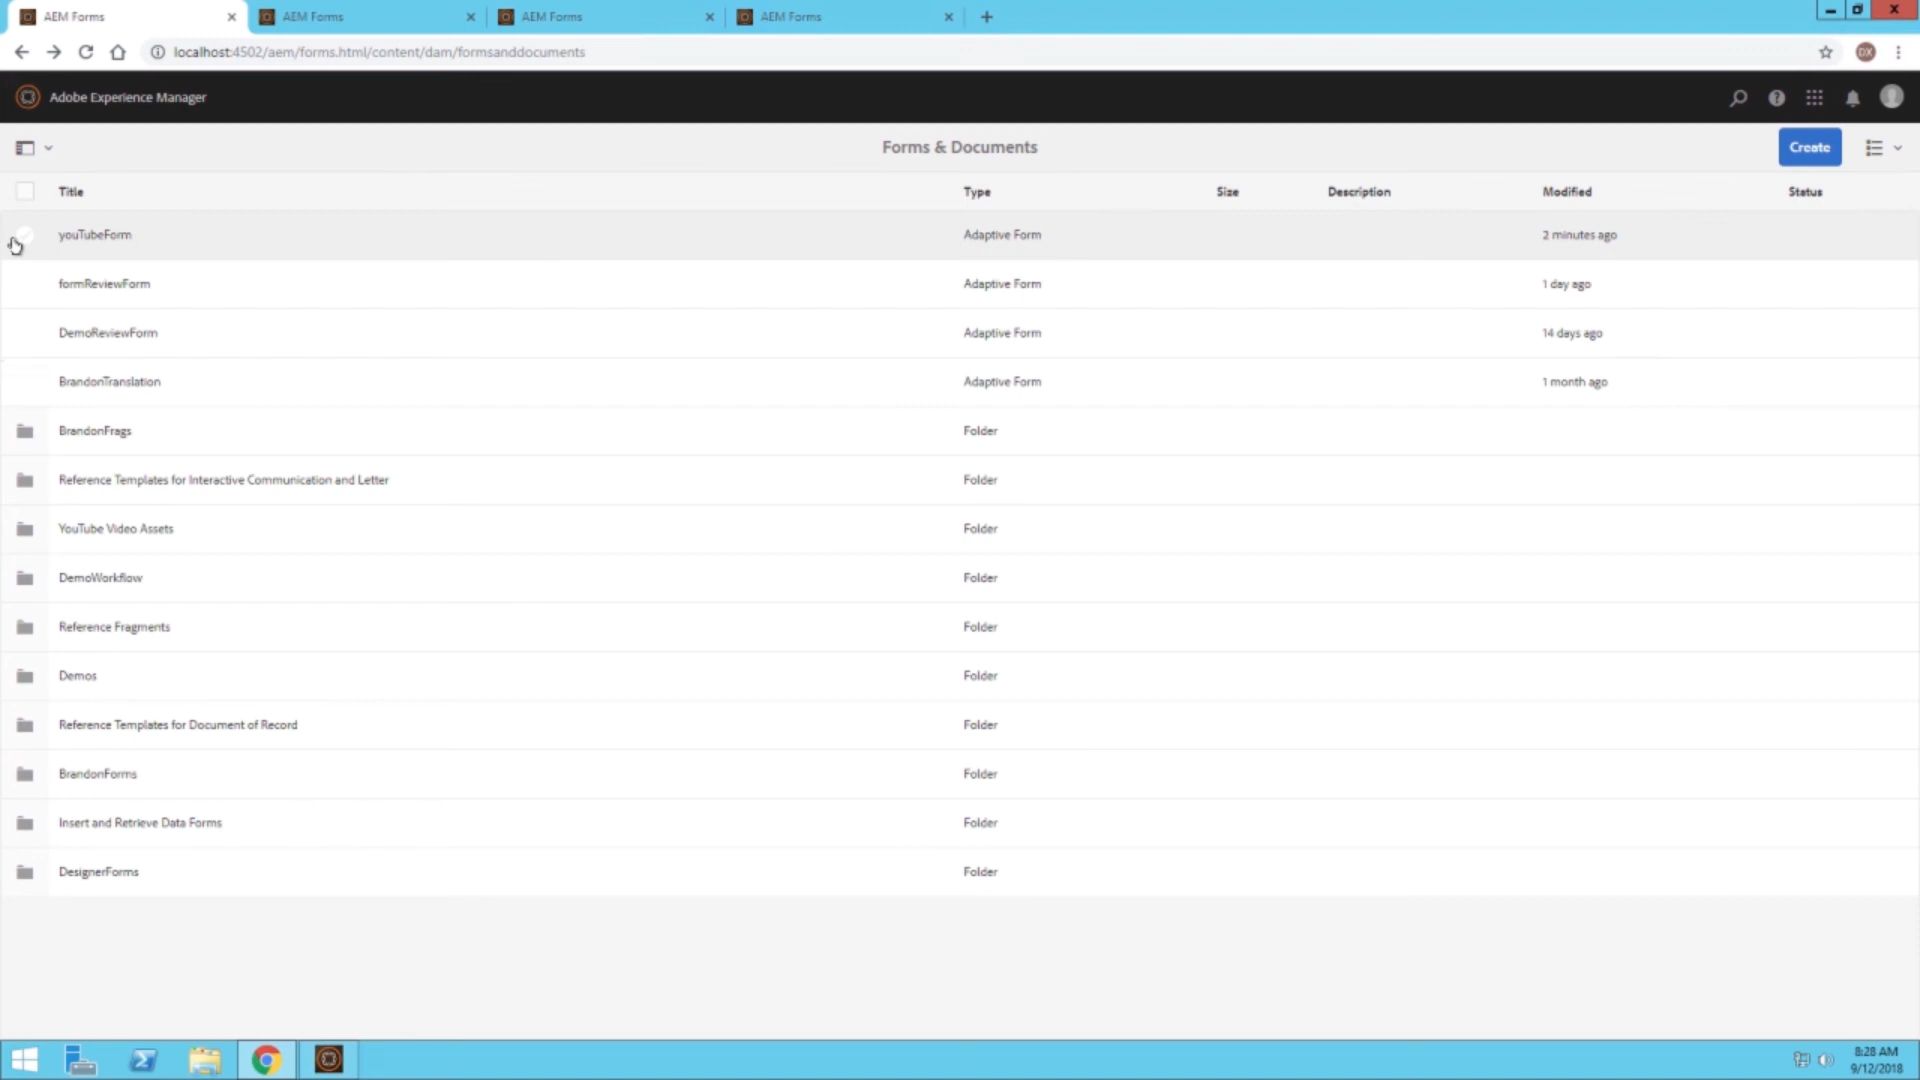 AEM Forms
AEM Forms
AEM Forms
AEM Forms
localhost:4502/aem/forms.html/content/dam/formsanddocuments
DX
Adobe Experience Manager
Forms & Documents
Create
Title Type Size Description Modified Status
youTubeForm Adaptive Form 2 minutes ago
formReviewForm Adaptive Form 1 day ago
DemoReviewForm Adaptive Form 14 days ago
BrandonTranslation Adaptive Form 1 month ago
BrandonFrags Folder
Reference Templates for Interactive Communication and Letter Folder
YouTube Video Assets Folder
DemoWorkflow Folder
Reference Fragments Folder
Demos Folder
Reference Templates for Document of Record Folder
BrandonForms Folder
Insert and Retrieve Data Forms Folder
DesignerForms Folder
8:28 AM
9/12/2018